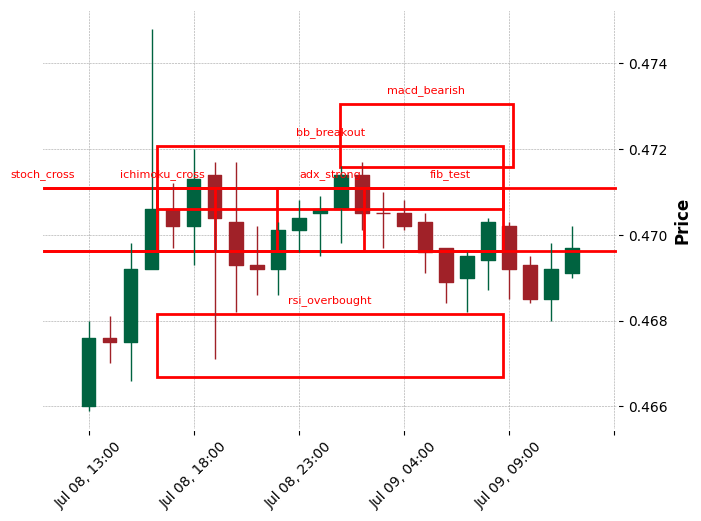 0.474
macd_bearish
0.472
bb_breakout
stoch_cross
ichimoku_cross
adx_strong
fib_test
0.470
Price
rsi_overbought
0.468
0.466
Jul 08, 13:00
Jul 08, 18:00
Jul 08, 23:00
Jul 09, 04:00
Jul 09, 09:00